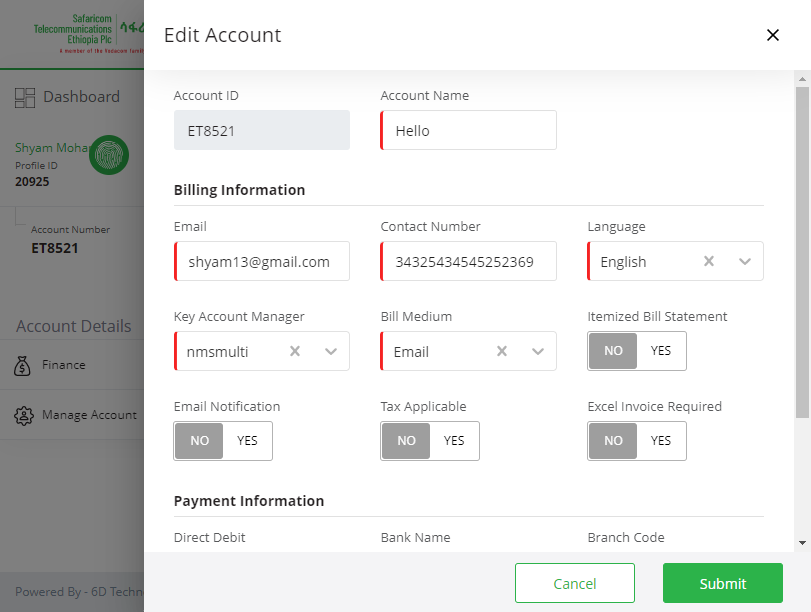 Safaricom
Telecommunications
Ethiopia Plc
ሳፋሪ
A member of the Vodacom family
Edit Account
Dashboard
Shyam Mohan
Profile ID
20925
Account Number
ET8521
Account Details
Finance
Manage Account
Powered By - 6D Techn
Account ID
Account Name
ET8521
Hello
Billing Information
Email
Contact Number
Language
shyam13@gmail.com
34325434545252369
English
Key Account Manager
Bill Medium
Itemized Bill Statement
nmsmulti
Email
NO YES
Email Notification
Tax Applicable
Excel Invoice Required
NO YES
NO YES
NO YES
Payment Information
Direct Debit
Bank Name
Branch Code
Cancel
Submit